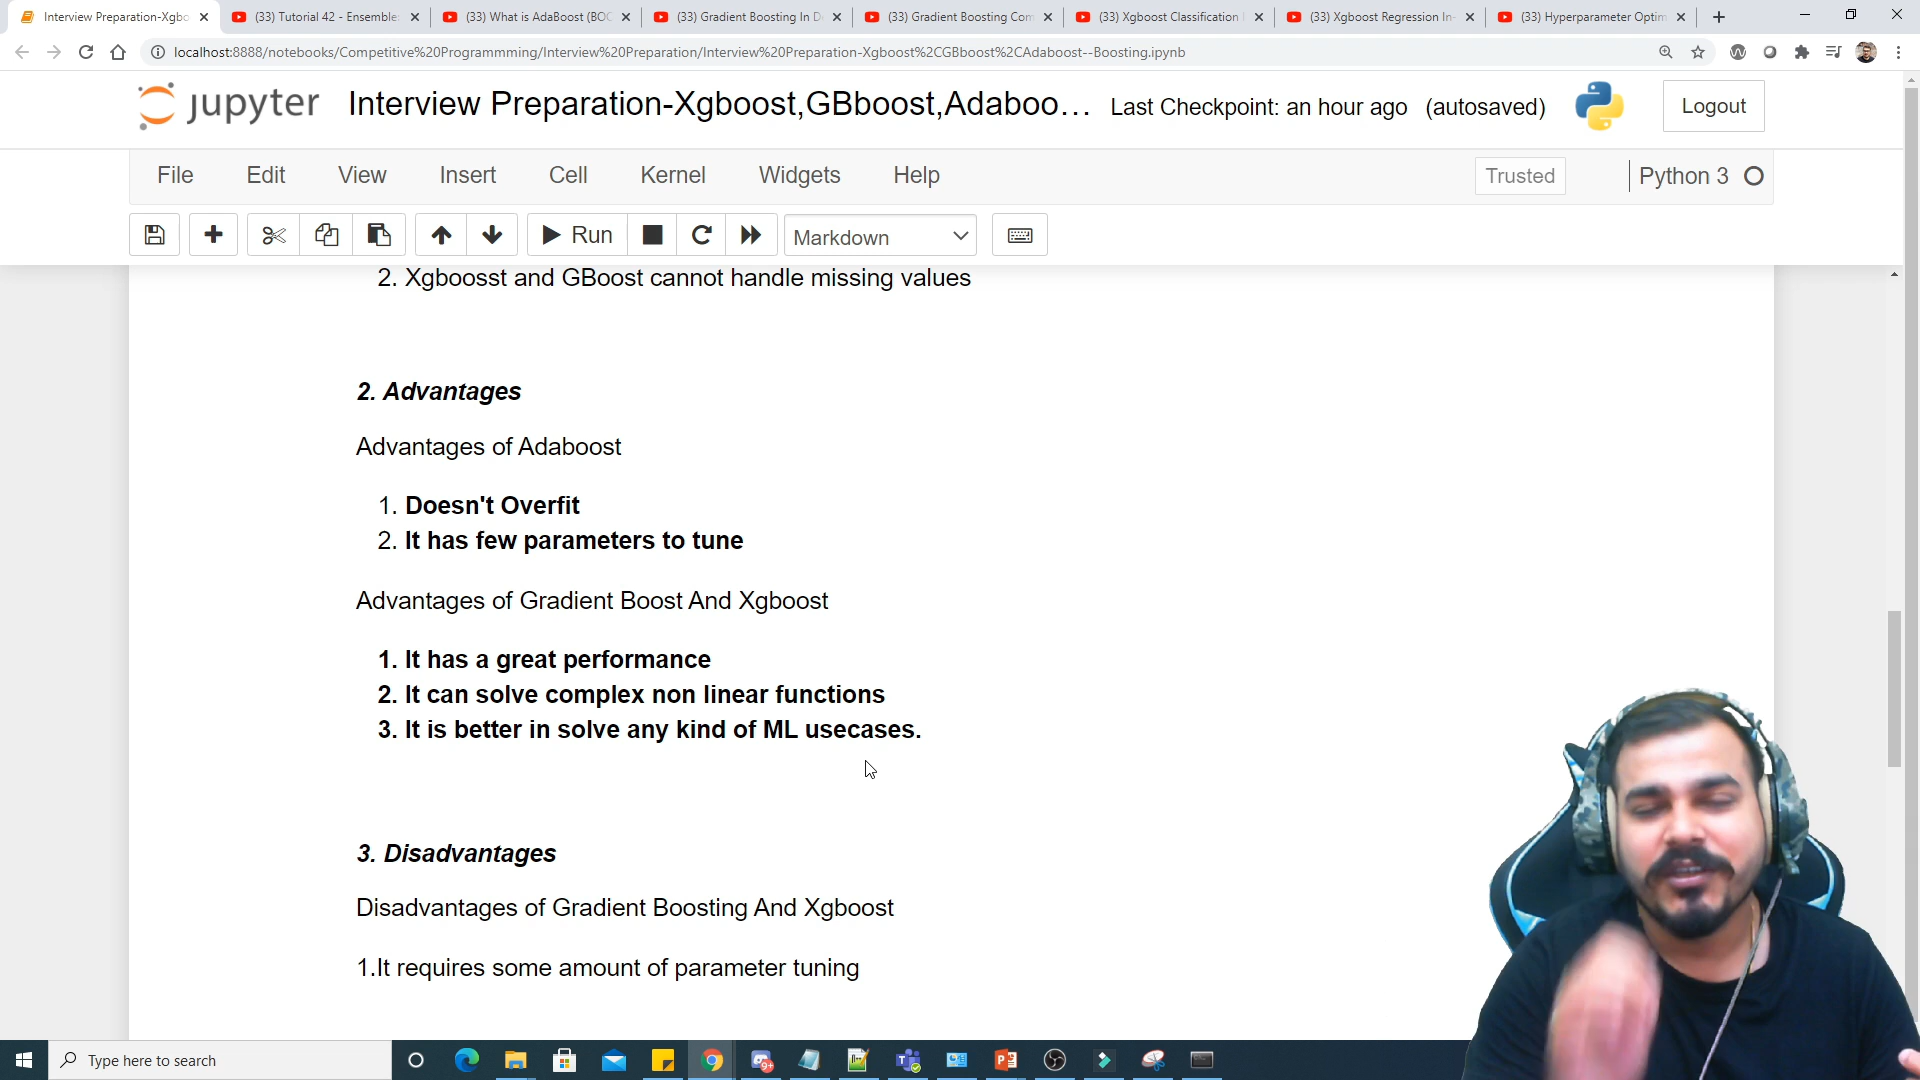 Interview Preparation-Xgbo
(33) Tutorial 42 - Ensemble:
(33) What is AdaBoost (BOO
(33) Gradient Boosting In D
(33) Gradient Boosting Com
(33) Xgboost Classification
(33) Xgboost Regression In-
(33) Hyperparameter Optim
localhost:8888/notebooks/Competitive%20Programmming/Interview%20Preparation/Interview%20Preparation-Xgboost%2CGBboost%2CAdaboost--Boosting.ipynb
jupyter Interview Preparation-Xgboost,GBboost,Adaboo... Last Checkpoint: an hour ago (autosaved) Logout
File Edit View Insert Cell Kernel Widgets Help Trusted Python 3
Run Markdown
2. Xgboosst and GBoost cannot handle missing values
2. Advantages
Advantages of Adaboost
1. Doesn't Overfit
2. It has few parameters to tune
Advantages of Gradient Boost And Xgboost
1. It has a great performance
2. It can solve complex non linear functions
3. It is better in solve any kind of ML usecases.
3. Disadvantages
Disadvantages of Gradient Boosting And Xgboost
1.It requires some amount of parameter tuning
Type here to search